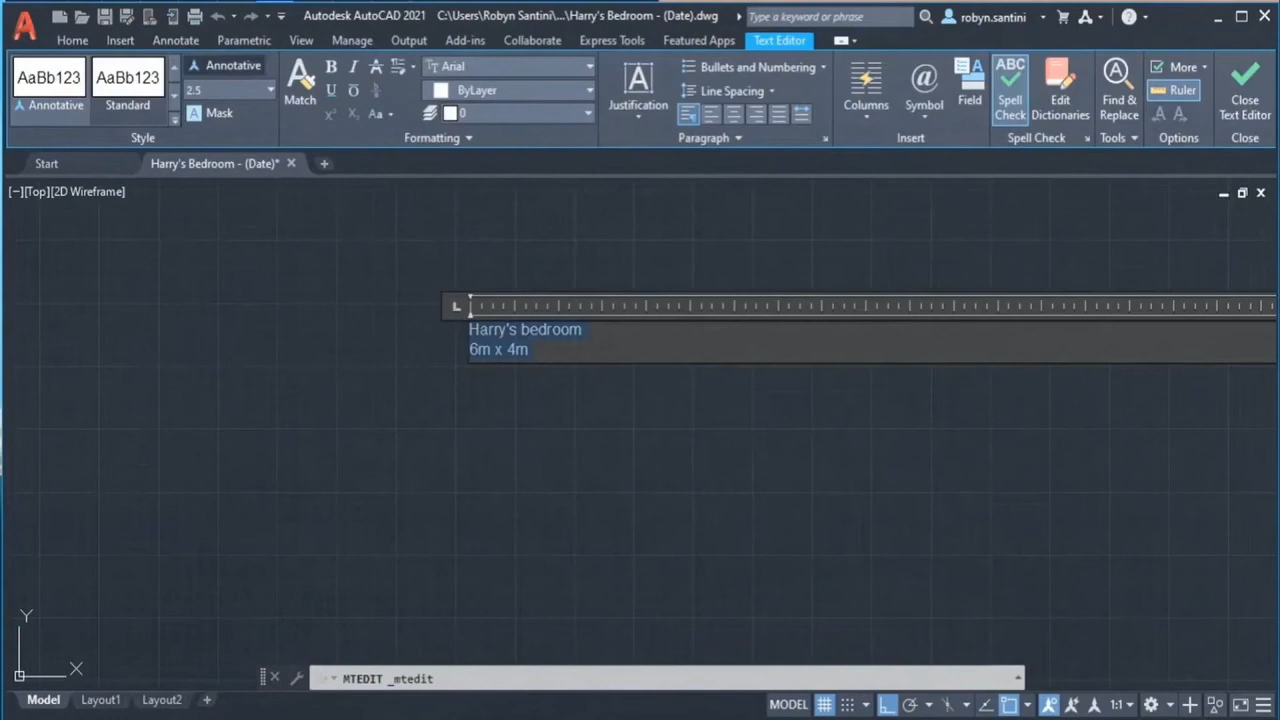 Autodesk AutoCAD 2021 C:\Users\Robyn Santini\...\Harry's Bedroom - (Date).dwg Type a keyword or phrase robyn.santini
Home Insert Annotate Parametric View Manage Output Add-ins Collaborate Express Tools Featured Apps Text Editor
AaBb123 AaBb123 Annotative
Annotative Standard 2.5
Mask
Style
Match
B I A Arial
U O ByLayer
Aa 0
Formatting
Justification
Bullets and Numbering
Line Spacing
Paragraph
Columns
@
Symbol
Field
Insert
ABC
Spell
Check
Edit
Dictionaries
Spell Check
Find &
Replace
Tools
More
Ruler
Options
Close
Text Editor
Close
Start Harry's Bedroom - (Date)*
[−][Top][2D Wireframe]
Harry's bedroom
6m x 4m
Y
X
MTEDIT _mtedit
Model Layout1 Layout2 + MODEL 1:1